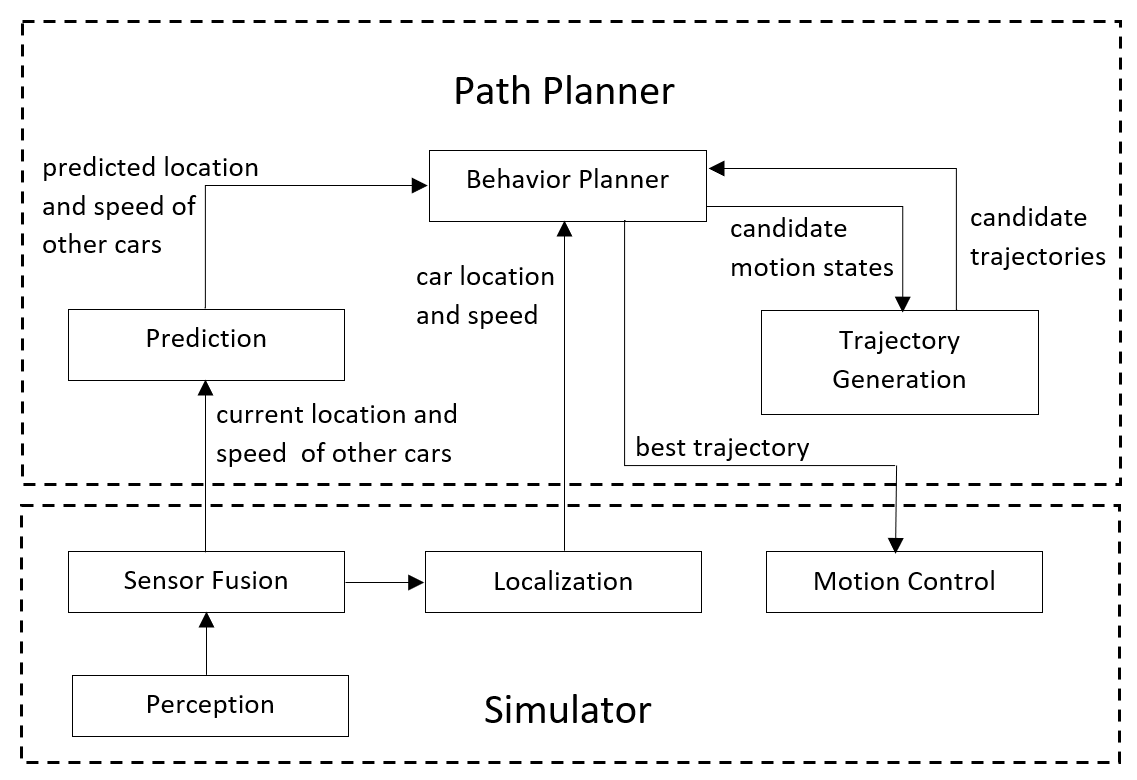 Path Planner
predicted location
and speed of
other cars
Behavior Planner
candidate
motion states
candidate
trajectories
car location
and speed
Prediction
Trajectory
Generation
current location and
speed  of other cars
best trajectory
Sensor Fusion
Localization
Motion Control
Perception
Simulator